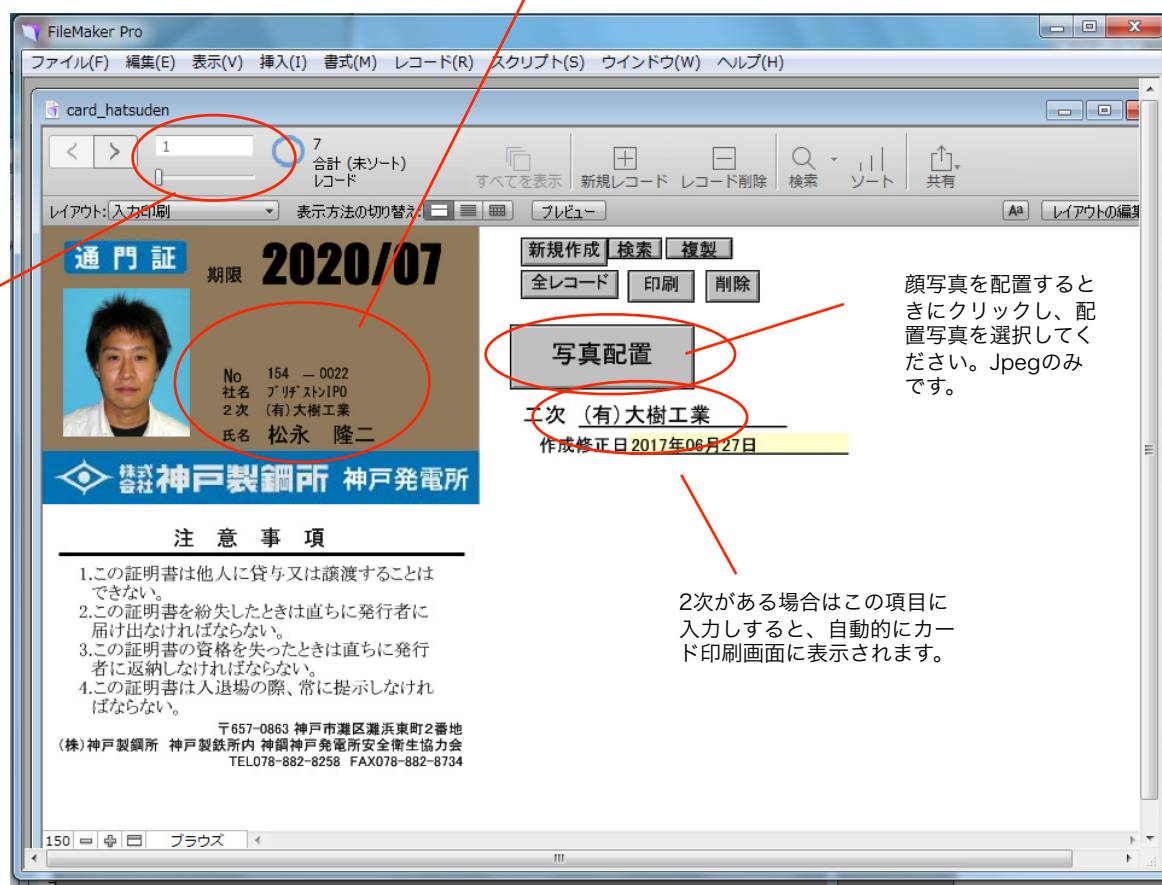 FileMaker Pro
ファイル(F) 編集(E) 表示(V) 挿入(I) 書式(M) レコード(R) スクリプト(S) ウインドウ(W) ヘルプ(H)
card_hatsuden
1
7
合計 (未ソート)
レコード
すべてを表示 新規レコード レコード削除 検索 ソート 共有
レイアウト: 入力印刷 表示方法の切り替え: プレビュー Aa レイアウトの編集
通門証
期限 2020/07
No 154 － 0022
社名 ﾌﾞﾘﾁﾞｽﾄﾝIPO
2次 (有)大樹工業
氏名 松永 隆二
株式会社神戸製鋼所 神戸発電所
新規作成 検索 複製
全レコード 印刷 削除
写真配置
二次 (有)大樹工業
作成修正日2017年06月27日
顔写真を配置すると
きにクリックし、配
置写真を選択してく
ださい。Jpegのみ
です。
2次がある場合はこの項目に
入力しすると、自動的にカー
ド印刷画面に表示されます。
注意事項
1.この証明書は他人に貸与又は譲渡することは
できない。
2.この証明書を紛失したときは直ちに発行者に
届け出なければならない。
3.この証明書の資格を失ったときは直ちに発行
者に返納しなければならない。
4.この証明書は入退場の際、常に提示しなけれ
ばならない。
〒657-0863 神戸市灘区灘浜東町2番地
(株)神戸製鋼所 神戸製鉄所内 神鋼神戸発電所安全衛生協力会
TEL078-882-8258 FAX078-882-8734
150 ブラウズ